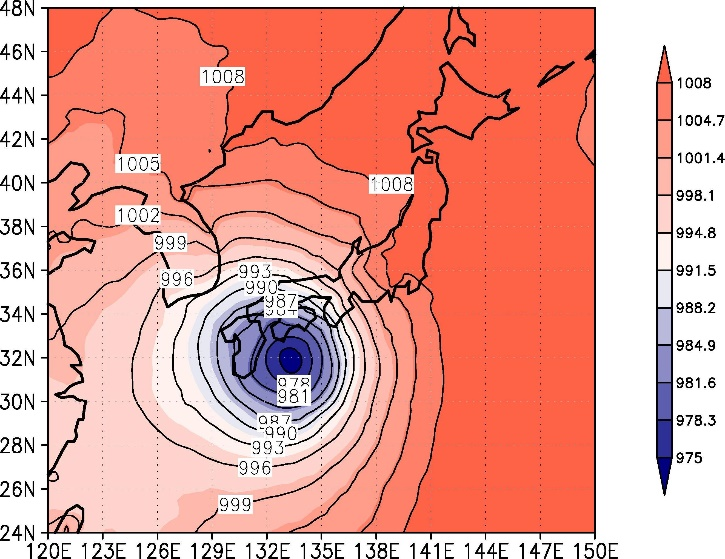 48N
46N
1008
1008
44N
1004.7
42N
1001.4
1005
40N
1008
998.1
1002
38N
994.8
999
36N
993
991.5
996
990
988.2
987
34N
984
984.9
32N
981.6
978
981
30N
978.3
987
28N
990
993
975
996
26N
999
24N
120E 123E 126E 129E 132E 135E 138E 141E 144E 147E 150E